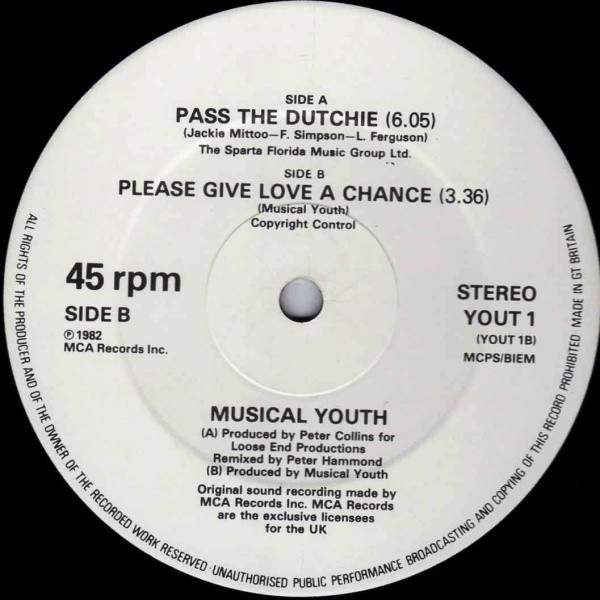 SIDE A
PASS THE DUTCHIE (6.05)
(Jackie Mittoo–F. Simpson–L. Ferguson)
The Sparta Florida Music Group Ltd.
SIDE B
PLEASE GIVE LOVE A CHANCE (3.36)
(Musical Youth)
Copyright Control
45 rpm
SIDE B
℗ 1982
MCA Records Inc.
STEREO
YOUT 1
(YOUT 1B)
MCPS/BIEM
MUSICAL YOUTH
(A) Produced by Peter Collins for
Loose End Productions
Remixed by Peter Hammond
(B) Produced by Musical Youth
Original sound recording made by
MCA Records Inc. MCA Records
are the exclusive licensees
for the UK
ALL RIGHTS OF THE PRODUCER AND OF THE OWNER OF THE RECORDED WORK RESERVED · UNAUTHORISED PUBLIC PERFORMANCE BROADCASTING AND COPYING OF THIS RECORD PROHIBITED · MADE IN GT BRITAIN